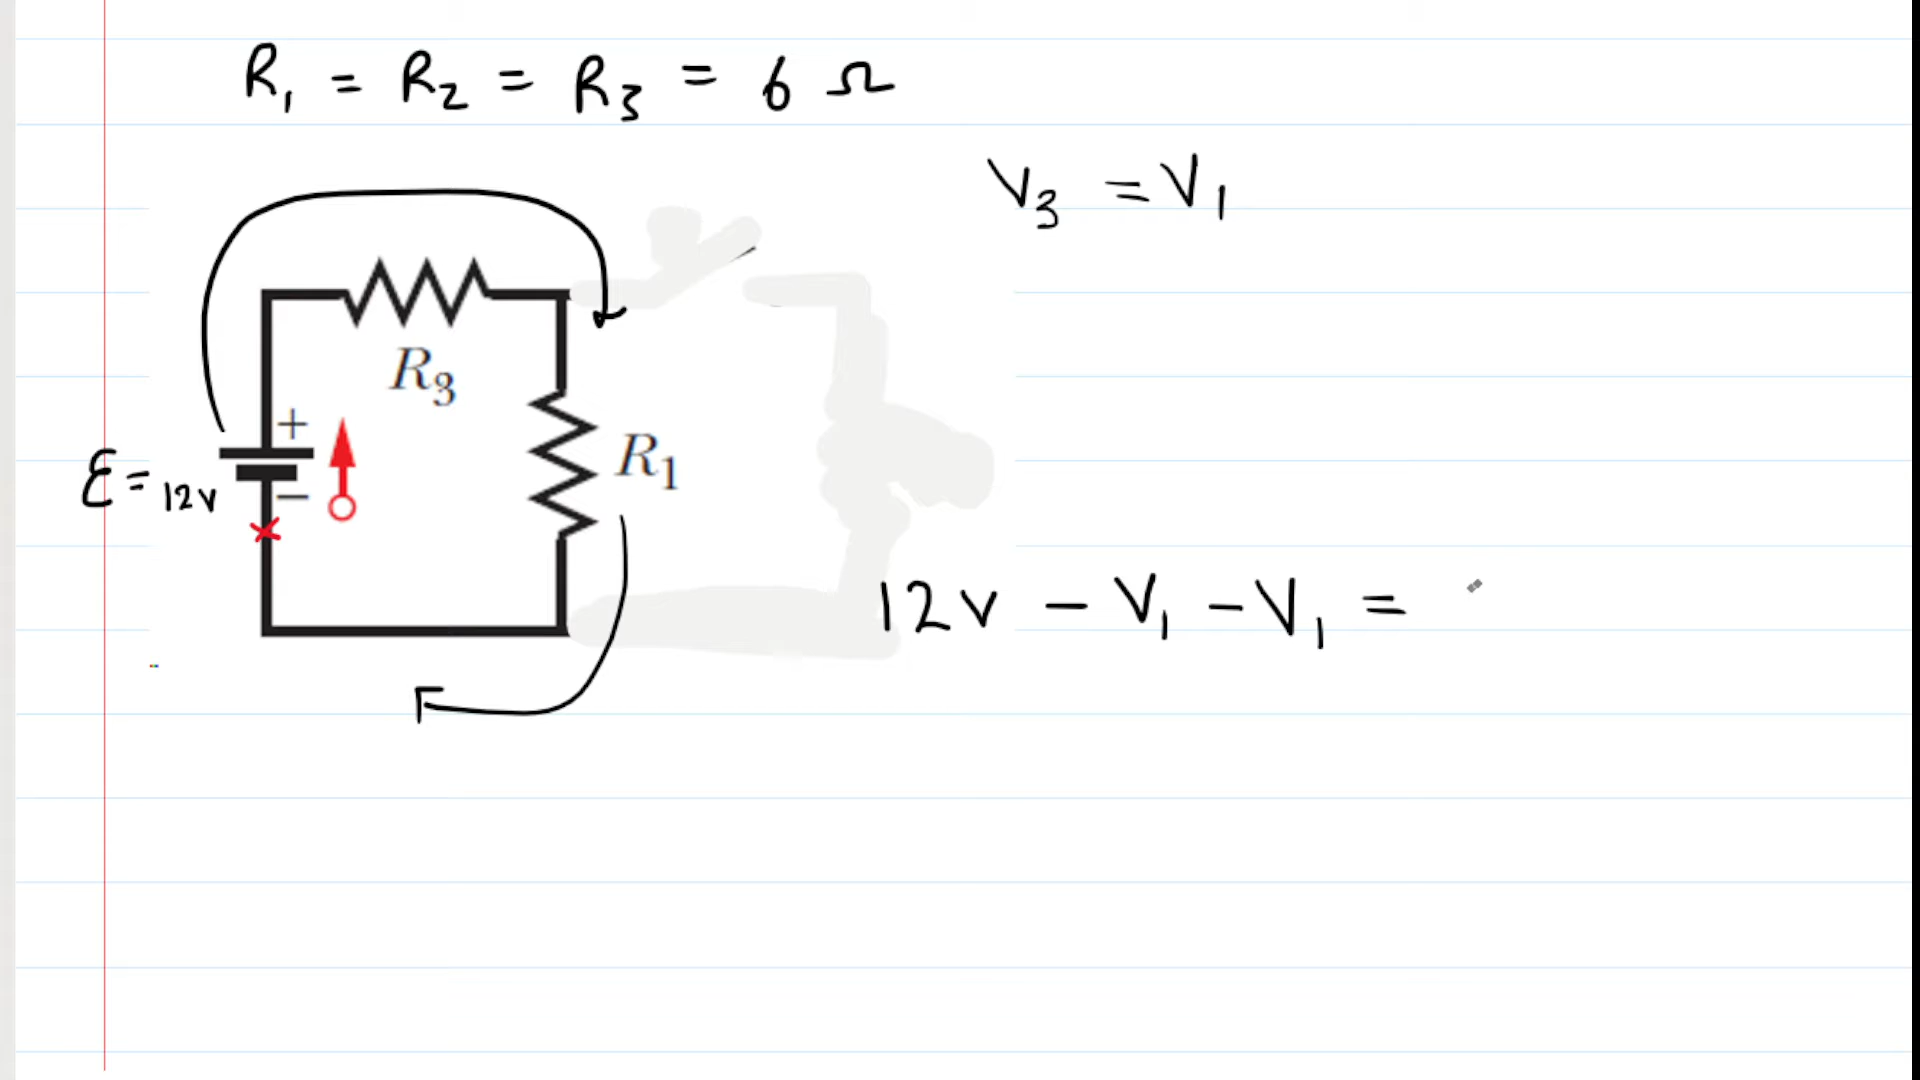 R₁ = R₂ = R₃ = 6 Ω
V₃ = V₁
R₃
+
R₁
ℰ = 12v
−
12v − V₁ − V₁ =